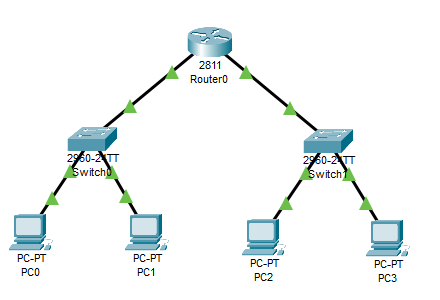 2811
Router0
2960-24TT
Switch0
2960-24TT
Switch1
PC-PT
PC0
PC-PT
PC1
PC-PT
PC2
PC-PT
PC3